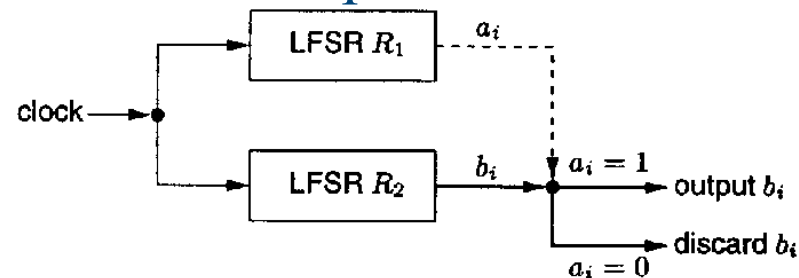 LFSR R₁
aᵢ
clock
LFSR R₂
bᵢ
aᵢ = 1
output bᵢ
discard bᵢ
aᵢ = 0